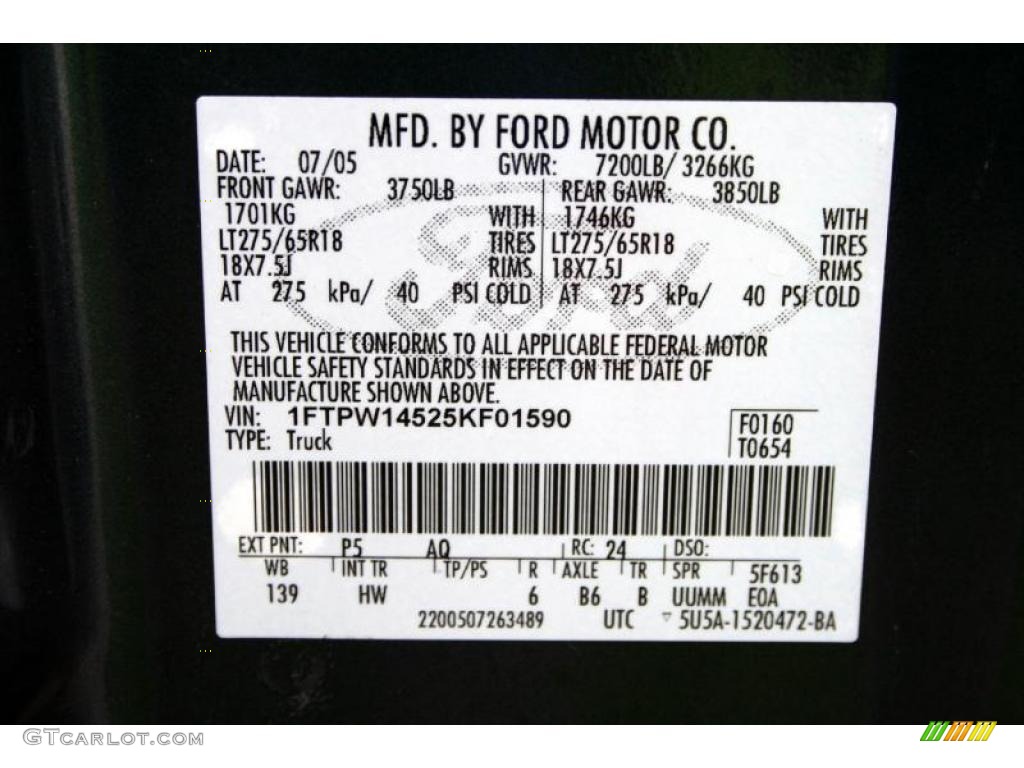 MFD. BY FORD MOTOR CO.
DATE: 07/05 GVWR: 7200LB/ 3266KG
FRONT GAWR: 3750LB REAR GAWR: 3850LB
1701KG WITH 1746KG WITH
LT275/65R18 TIRES LT275/65R18 TIRES
18X7.5J RIMS 18X7.5J RIMS
AT 275 kPa/ 40 PSI COLD AT 275 kPa/ 40 PSI COLD
Ford
THIS VEHICLE CONFORMS TO ALL APPLICABLE FEDERAL MOTOR
VEHICLE SAFETY STANDARDS IN EFFECT ON THE DATE OF
MANUFACTURE SHOWN ABOVE.
VIN: 1FTPW14525KF01590 F0160
TYPE: Truck T0654
EXT PNT: P5 AQ RC: 24 DSO:
WB INT TR TP/PS R AXLE TR SPR 5F613
139 HW 6 B6 B UUMM EOA
2200507263489 UTC ▽ 5U5A-1520472-BA
GTCARLOT.COM